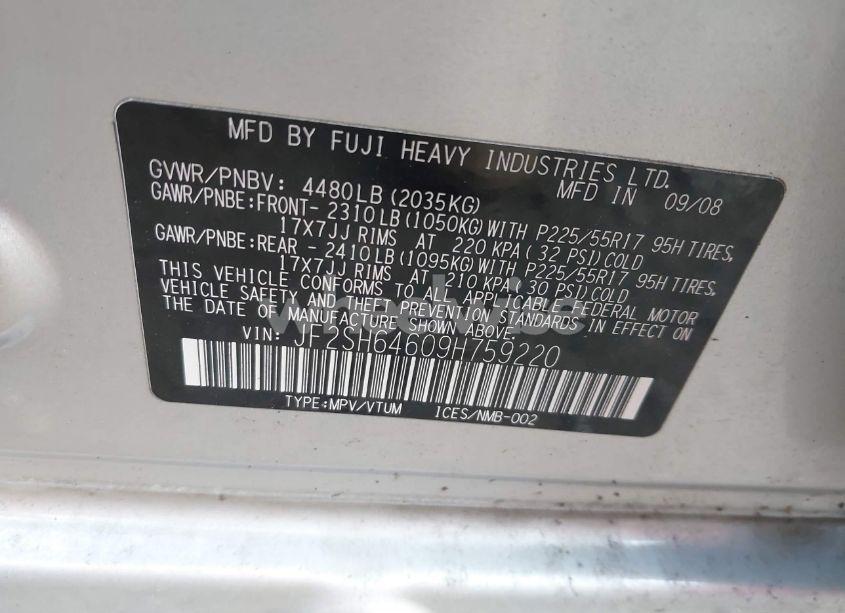 MFD BY FUJI HEAVY INDUSTRIES LTD.
GVWR/PNBV: 4480LB (2035KG) MFD IN 09/08
GAWR/PNBE:FRONT- 2310LB (1050KG) WITH P225/55R17 95H TIRES,
17X7JJ RIMS AT 220 KPA ( 32 PSI) COLD
GAWR/PNBE:REAR - 2410LB (1095KG) WITH P225/55R17 95H TIRES,
17X7JJ RIMS AT 210 KPA ( 30 PSI) COLD
THIS VEHICLE CONFORMS TO ALL APPLICABLE FEDERAL MOTOR
VEHICLE SAFETY AND THEFT PREVENTION STANDARDS IN EFFECT ON
THE DATE OF MANUFACTURE SHOWN ABOVE.
VIN: JF2SH64609H759220
TYPE:MPV/VTUM ICES/NMB-002
wheelwise